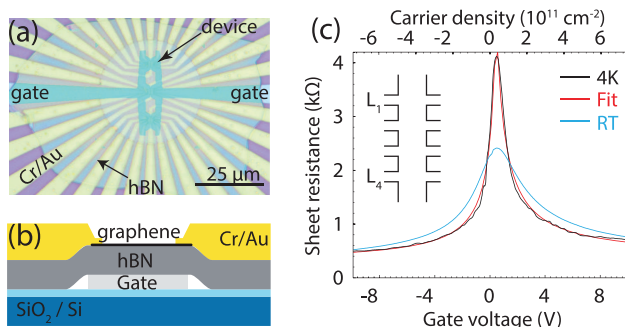 (a)
device
gate
gate
Cr/Au
hBN
25 μm
(b)
graphene
Cr/Au
hBN
Gate
SiO2 / Si
(c)
Carrier density (10^11 cm^-2)
-6 -4 -2 0 2 4 6
Sheet resistance (kΩ)
4
3
2
1
0
L1
L4
4K
Fit
RT
-8 -4 0 4 8
Gate voltage (V)